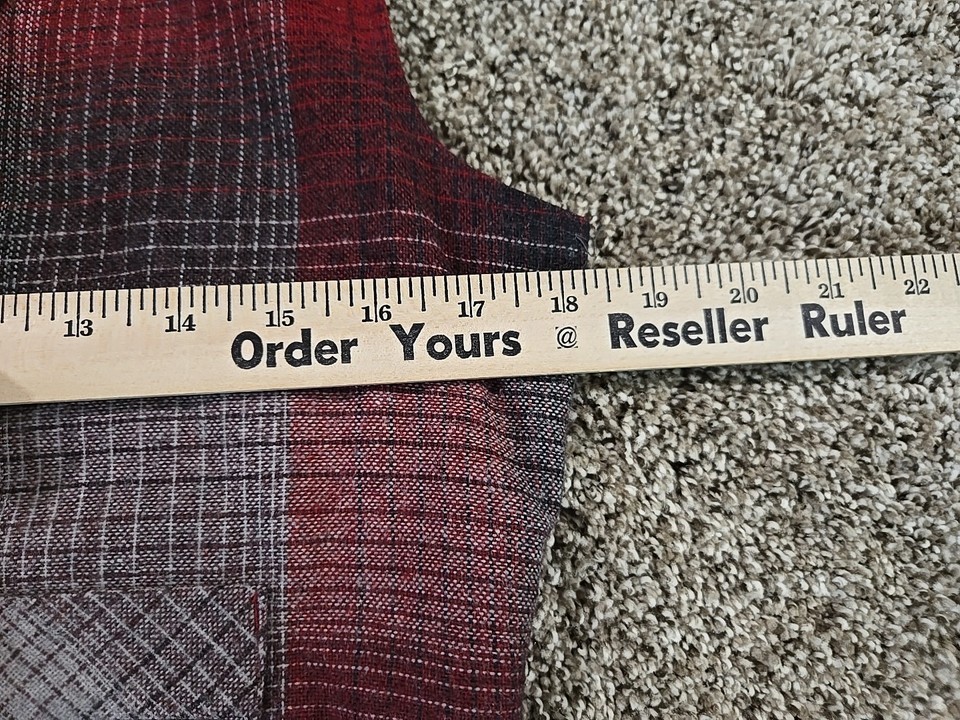 13 14 15 16 17 18 19 20 21 22
Order Yours @ Reseller Ruler